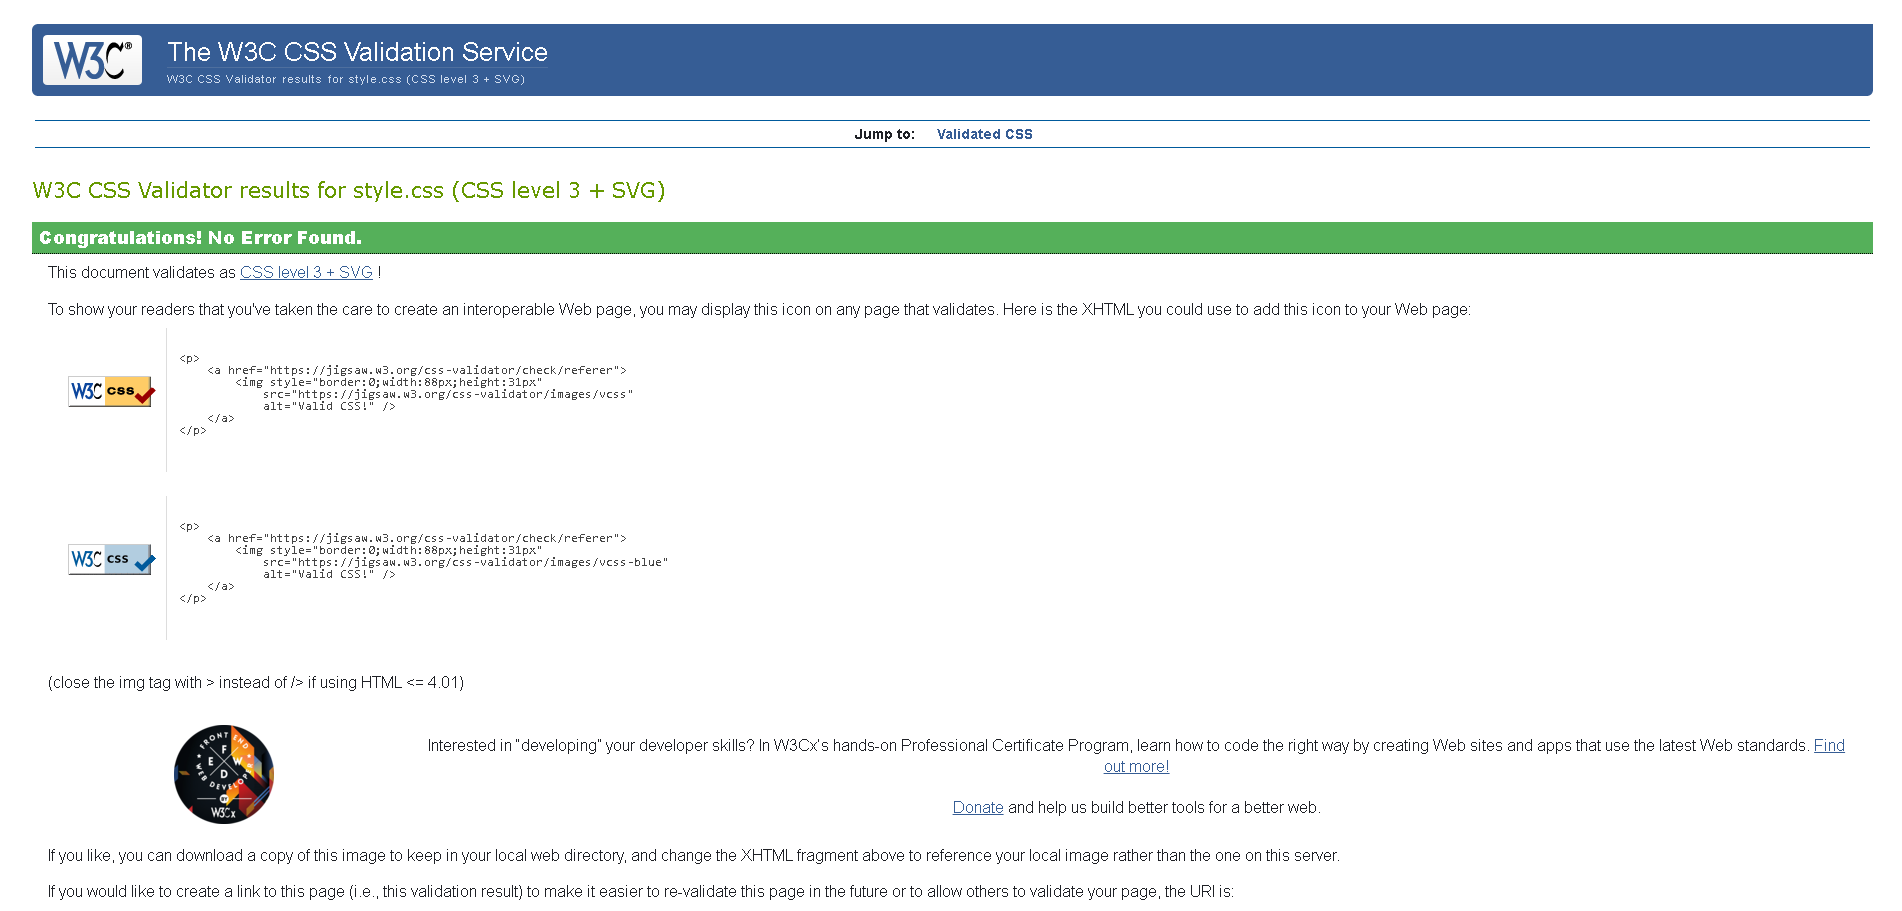 W3C®
The W3C CSS Validation Service
W3C CSS Validator results for style.css (CSS level 3 + SVG)
Jump to: Validated CSS
W3C CSS Validator results for style.css (CSS level 3 + SVG)
Congratulations! No Error Found.
This document validates as CSS level 3 + SVG !
To show your readers that you've taken the care to create an interoperable Web page, you may display this icon on any page that validates. Here is the XHTML you could use to add this icon to your Web page:
W3C CSS
<p>
    <a href="https://jigsaw.w3.org/css-validator/check/referer">
        <img style="border:0;width:88px;height:31px"
            src="https://jigsaw.w3.org/css-validator/images/vcss"
            alt="Valid CSS!" />
    </a>
</p>
W3C CSS
<p>
    <a href="https://jigsaw.w3.org/css-validator/check/referer">
        <img style="border:0;width:88px;height:31px"
            src="https://jigsaw.w3.org/css-validator/images/vcss-blue"
            alt="Valid CSS!" />
    </a>
</p>
(close the img tag with > instead of /> if using HTML <= 4.01)
FRONT END
F
E W
D
WEB DEVELOPER
W3Cx
Interested in "developing" your developer skills? In W3Cx's hands-on Professional Certificate Program, learn how to code the right way by creating Web sites and apps that use the latest Web standards. Find
out more!
Donate and help us build better tools for a better web.
If you like, you can download a copy of this image to keep in your local web directory, and change the XHTML fragment above to reference your local image rather than the one on this server.
If you would like to create a link to this page (i.e., this validation result) to make it easier to re-validate this page in the future or to allow others to validate your page, the URI is: